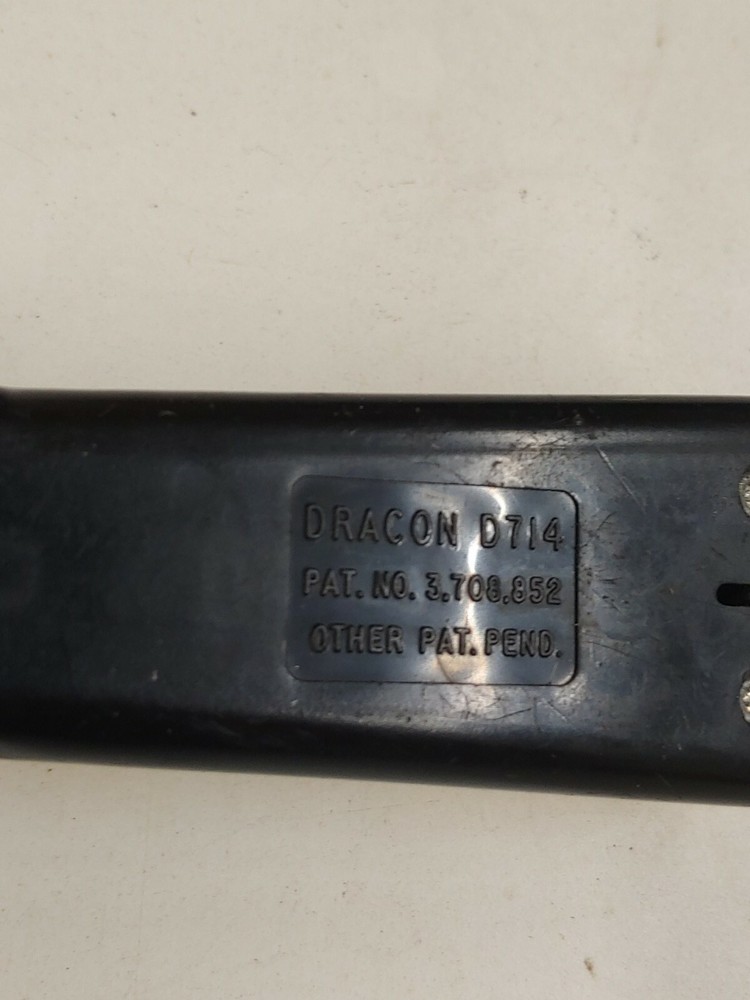 DRACON D714
PAT. NO. 3,708,852
OTHER PAT. PEND.